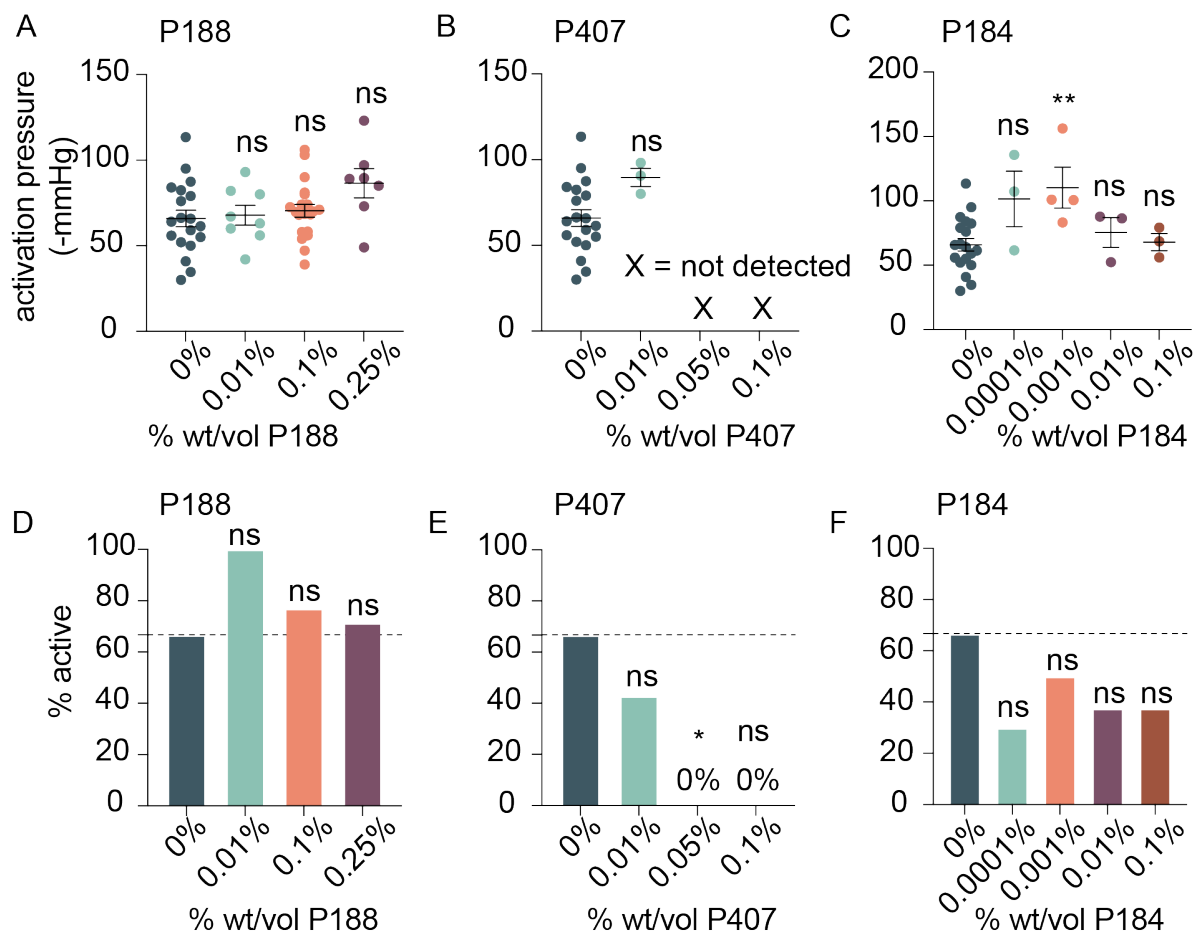 A
P188
activation pressure
(-mmHg)
150
100
50
0
ns
ns
ns
0%
0.01%
0.1%
0.25%
% wt/vol P188
B
P407
150
100
50
0
ns
X = not detected
X
X
0%
0.01%
0.05%
0.1%
% wt/vol P407
C
P184
200
150
100
50
0
ns
**
ns
ns
0%
0.0001%
0.001%
0.01%
0.1%
% wt/vol P184
D
P188
% active
100
80
60
40
20
0
ns
ns
ns
0%
0.01%
0.1%
0.25%
% wt/vol P188
E
P407
100
80
60
40
20
0
ns
*
ns
0%
0%
0%
0.01%
0.05%
0.1%
% wt/vol P407
F
P184
100
80
60
40
20
0
ns
ns
ns
ns
0%
0.0001%
0.001%
0.01%
0.1%
% wt/vol P184